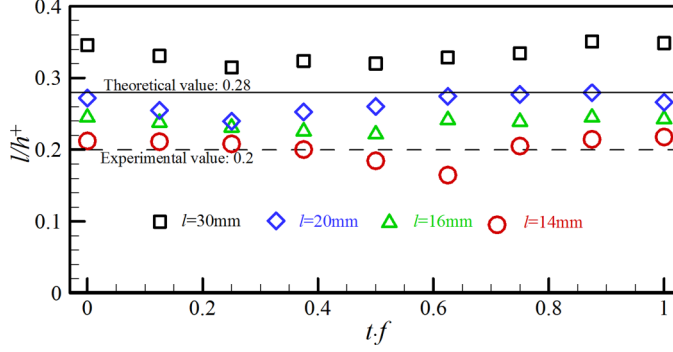 0.4
0.3
Theoretical value: 0.28
l/h+
0.2
Experimental value: 0.2
0.1
l=30mm
l=20mm
l=16mm
l=14mm
0
0 0.2 0.4 0.6 0.8 1
t·f